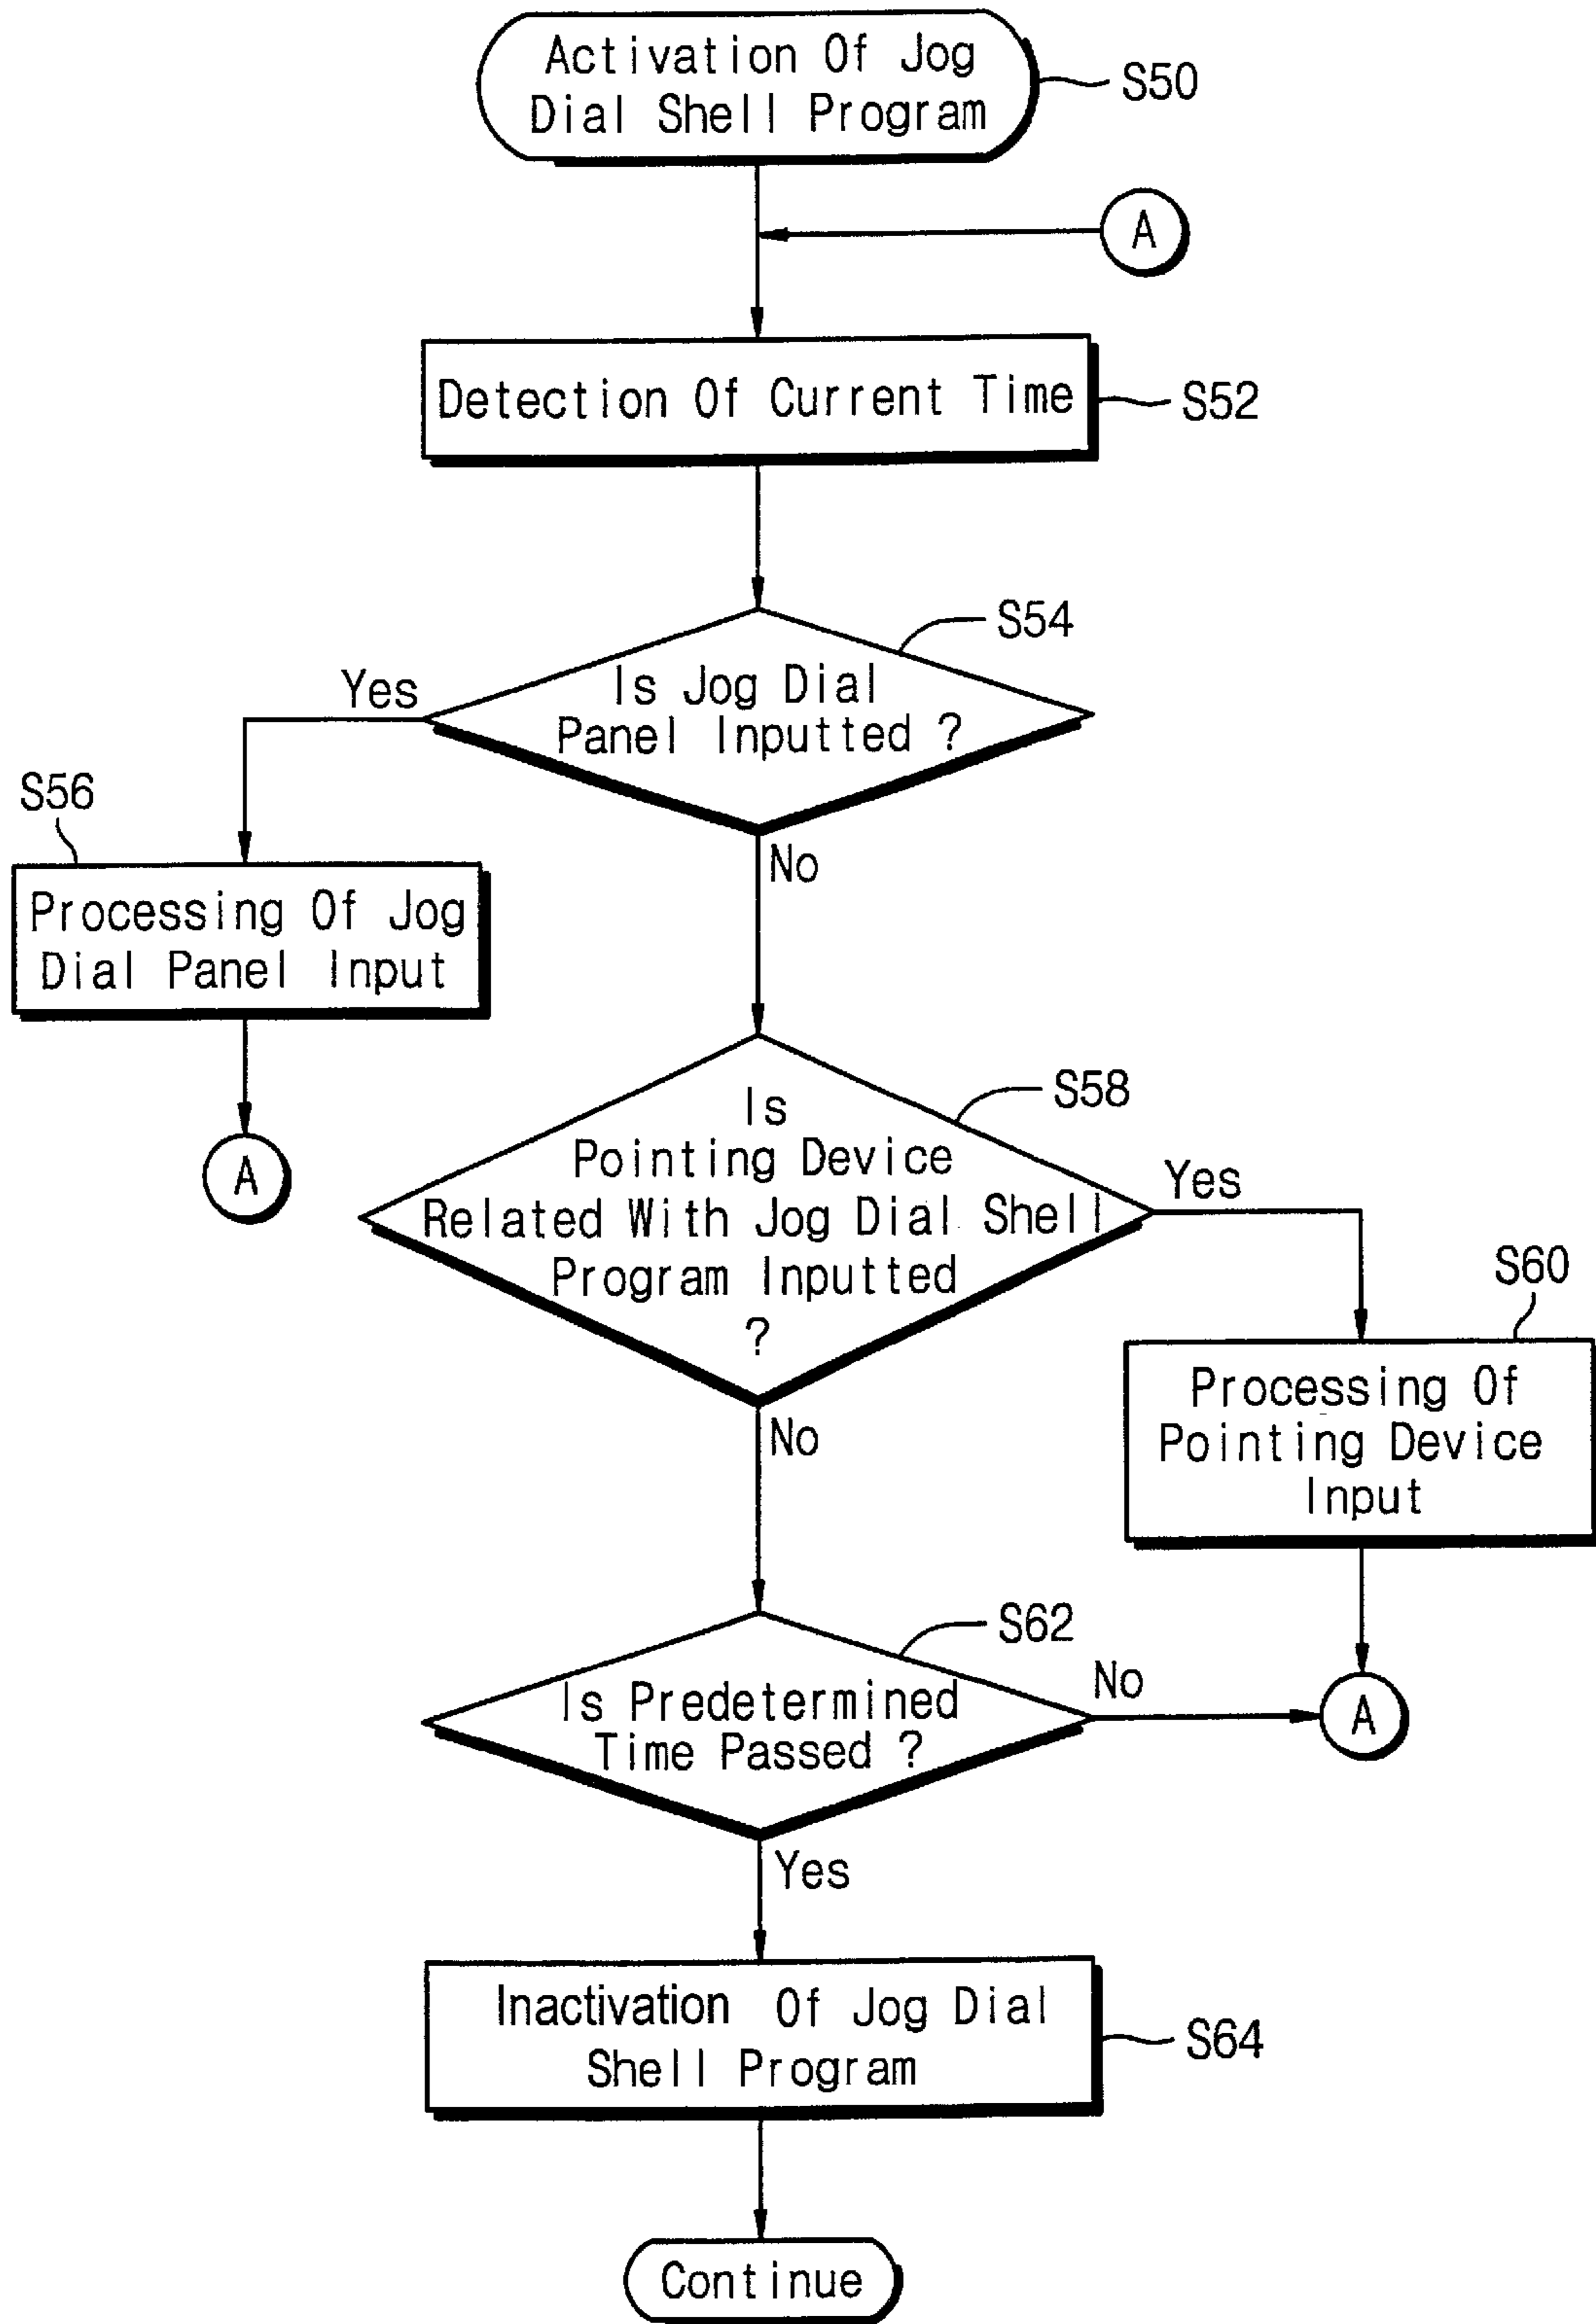 Activation Of Jog
Dial Shell Program
S50
A
Detection Of Current Time
S52
S54
Yes
Is Jog Dial
Panel Inputted ?
S56
No
Processing Of Jog
Dial Panel Input
A
S58
Is
Pointing Device
Related With Jog Dial Shell
Program Inputted
?
Yes
S60
No
Processing Of
Pointing Device
Input
S62
No
A
Is Predetermined
Time Passed ?
Yes
Inactivation Of Jog Dial
Shell Program
S64
Continue